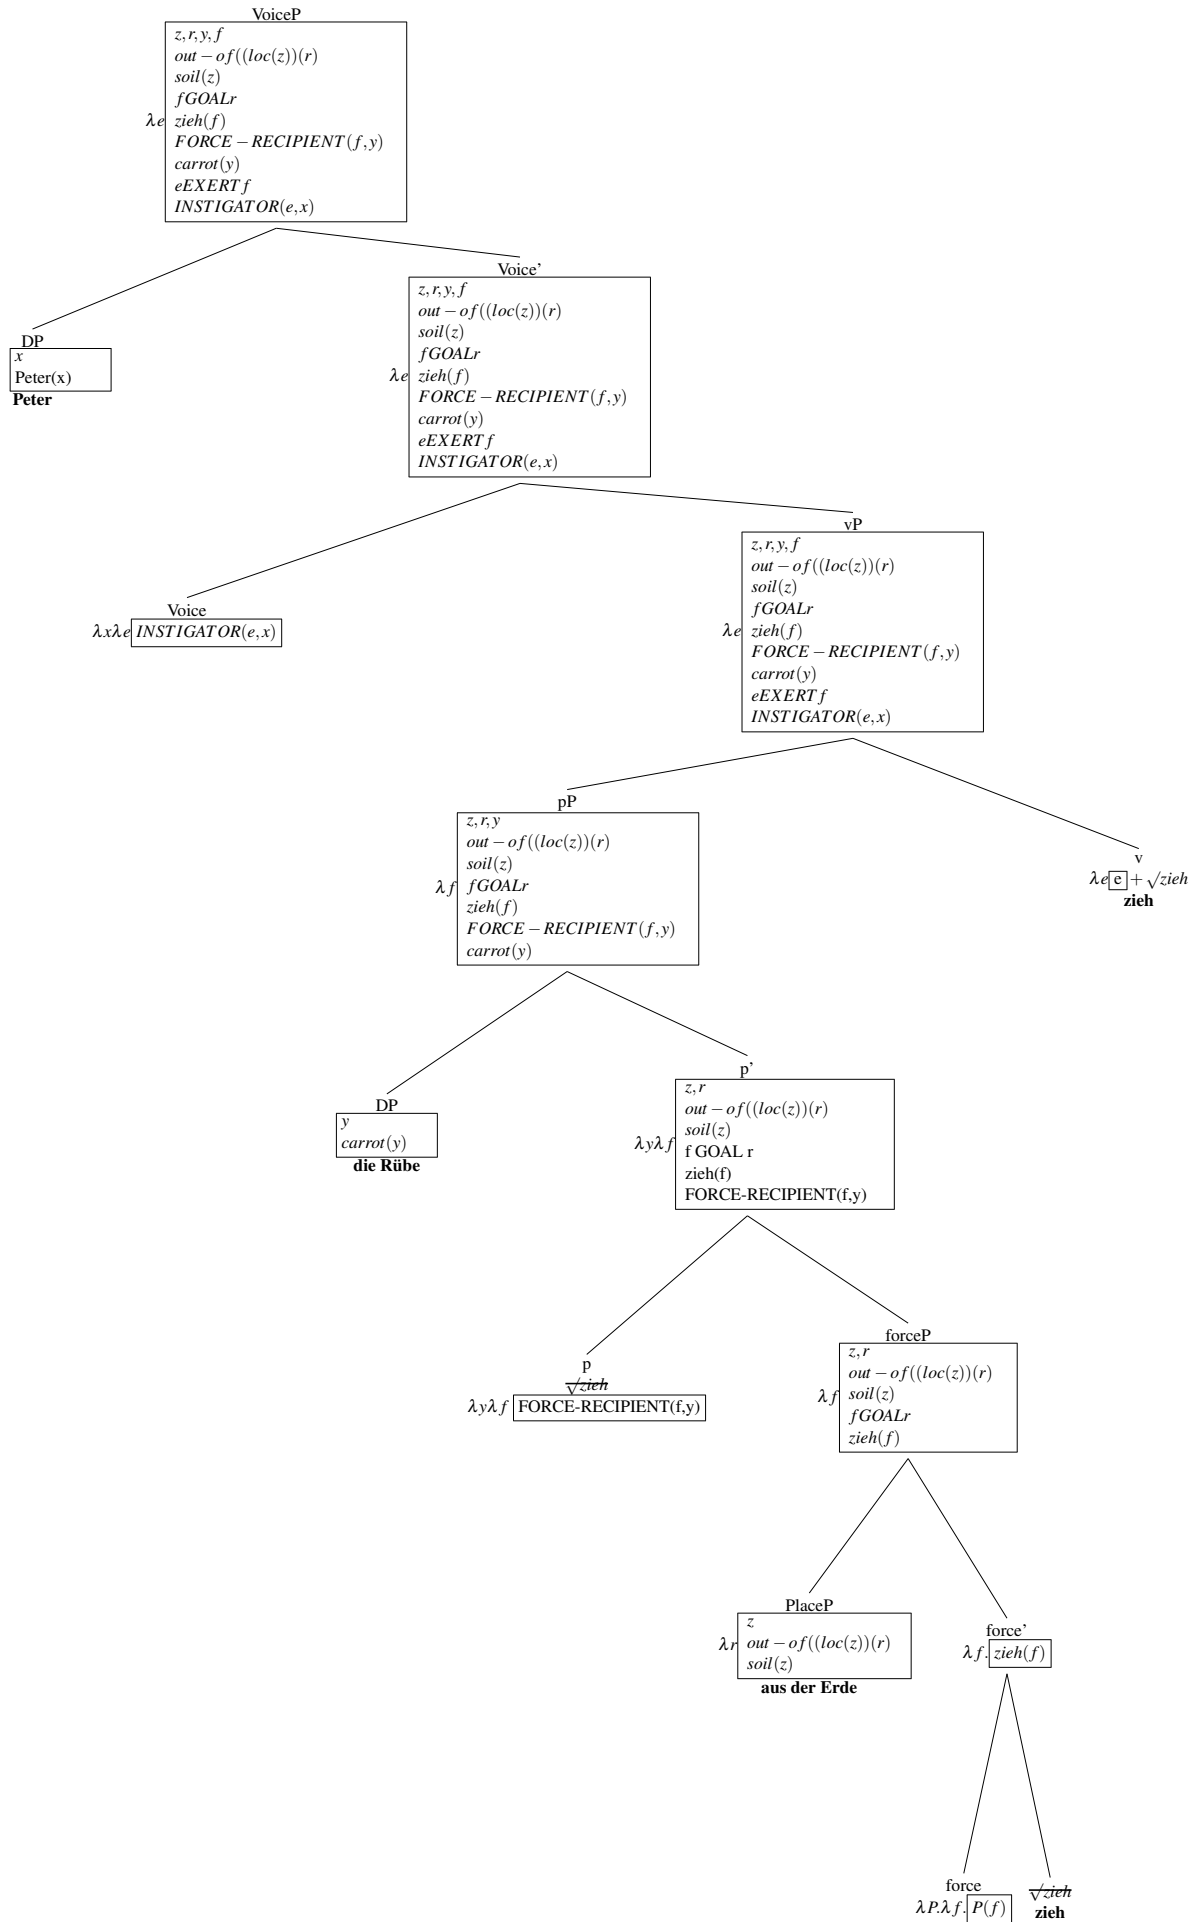 VoiceP
z, r, y, f
out − of((loc(z))(r)
soil(z)
fGOALr
λe zieh(f)
FORCE − RECIPIENT(f, y)
carrot(y)
eEXERTf
INSTIGATOR(e, x)
Voice’
z, r, y, f
out − of((loc(z))(r)
soil(z)
fGOALr
λe zieh(f)
FORCE − RECIPIENT(f, y)
carrot(y)
eEXERTf
INSTIGATOR(e, x)
DP
x
Peter(x)
Peter
vP
z, r, y, f
out − of((loc(z))(r)
soil(z)
fGOALr
λe zieh(f)
FORCE − RECIPIENT(f, y)
carrot(y)
eEXERTf
INSTIGATOR(e, x)
Voice
λxλe INSTIGATOR(e, x)
pP
z, r, y
out − of((loc(z))(r)
soil(z)
λf fGOALr
zieh(f)
FORCE − RECIPIENT(f, y)
carrot(y)
v
λe e + √zieh
zieh
DP
y
carrot(y)
die Rübe
p’
z, r
out − of((loc(z))(r)
soil(z)
λyλf f GOAL r
zieh(f)
FORCE-RECIPIENT(f,y)
p
√zieh
λyλf FORCE-RECIPIENT(f,y)
forceP
z, r
out − of((loc(z))(r)
λf soil(z)
fGOALr
zieh(f)
PlaceP
z
λr out − of((loc(z))(r)
soil(z)
aus der Erde
force’
λf. zieh(f)
force
λP.λf. P(f)
√zieh
zieh